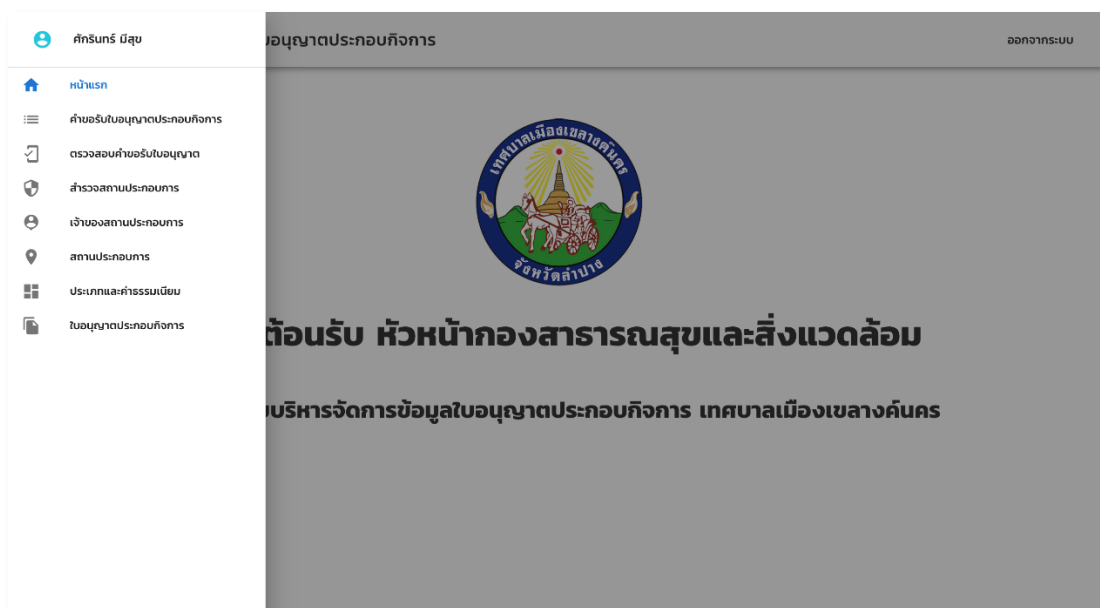 ศักรินทร์ มีสุข
บอนุญาตประกอบกิจการ
ออกจากระบบ
หน้าแรก
คำขอรับใบอนุญาตประกอบกิจการ
ตรวจสอบคำขอรับใบอนุญาต
สำรวจสถานประกอบการ
เจ้าของสถานประกอบการ
สถานประกอบการ
ประเภทและค่าธรรมเนียม
ใบอนุญาตประกอบกิจการ
เทศบาลเมืองเขลางค์นคร
จังหวัดลำปาง
ต้อนรับ หัวหน้ากองสาธารณสุขและสิ่งแวดล้อม
บบริหารจัดการข้อมูลใบอนุญาตประกอบกิจการ เทศบาลเมืองเขลางค์นคร